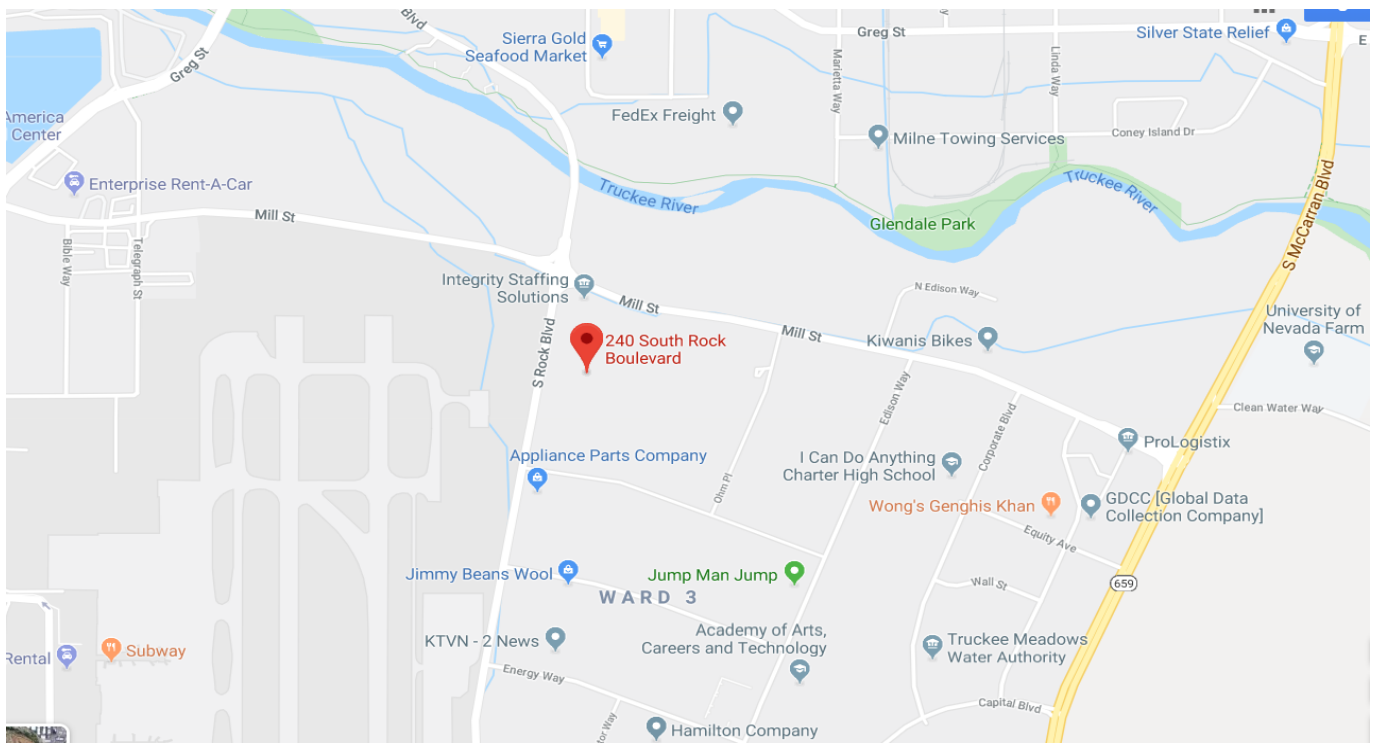 Blvd
Greg St
Silver State Relief
E
Sierra Gold
Seafood Market
Greg St
Marietta Way
Linda Way
America
Center
FedEx Freight
Milne Towing Services
Coney Island Dr
Enterprise Rent-A-Car
Truckee River
Truckee River
S McCarran Blvd
Mill St
Glendale Park
Bible Way
Telegraph St
Integrity Staffing
Solutions
Mill St
N Edison Way
Mill St
Kiwanis Bikes
University of
Nevada Farm
S Rock Blvd
240 South Rock
Boulevard
Edison Way
Corporate Blvd
Clean Water Way
ProLogistix
Appliance Parts Company
I Can Do Anything
Charter High School
Ohm Pl
Wong's Genghis Khan
GDCC [Global Data
Collection Company]
Equity Ave
Jimmy Beans Wool
Jump Man Jump
Wall St
659
WARD 3
KTVN - 2 News
Academy of Arts,
Careers and Technology
Truckee Meadows
Water Authority
Rental
Subway
Energy Way
Capital Blvd
tor Way
Hamilton Company